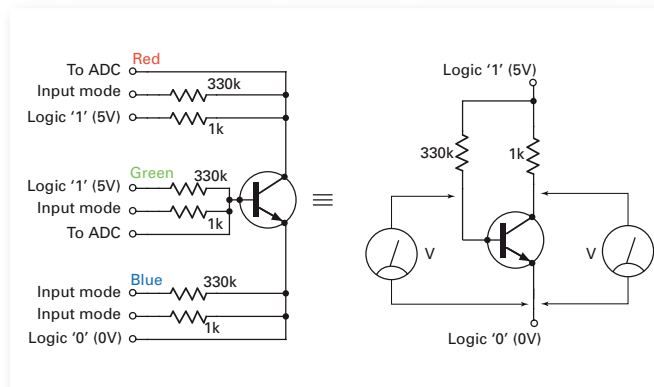 Red
To ADC
330k
Input mode
Logic ‘1’ (5V)
1k
Green
330k
Logic ‘1’ (5V)
Input mode
1k
To ADC
Blue
330k
Input mode
Input mode
1k
Logic ‘0’ (0V)
Logic ‘1’ (5V)
330k
1k
V
V
Logic ‘0’ (0V)